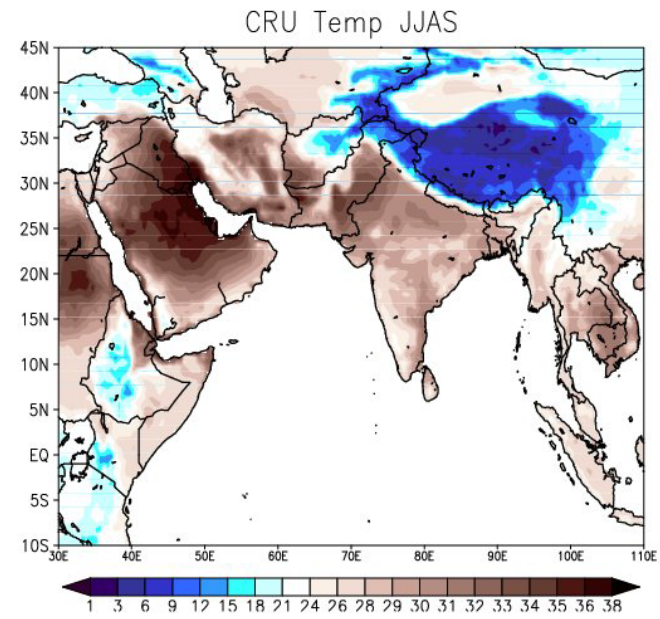 CRU Temp JJAS
45N
40N
35N
30N
25N
20N
15N
10N
5N
EQ
5S
10S
30E 40E 50E 60E 70E 80E 90E 100E 110E
1 3 6 9 12 15 18 21 24 26 28 29 30 31 32 33 34 35 36 38